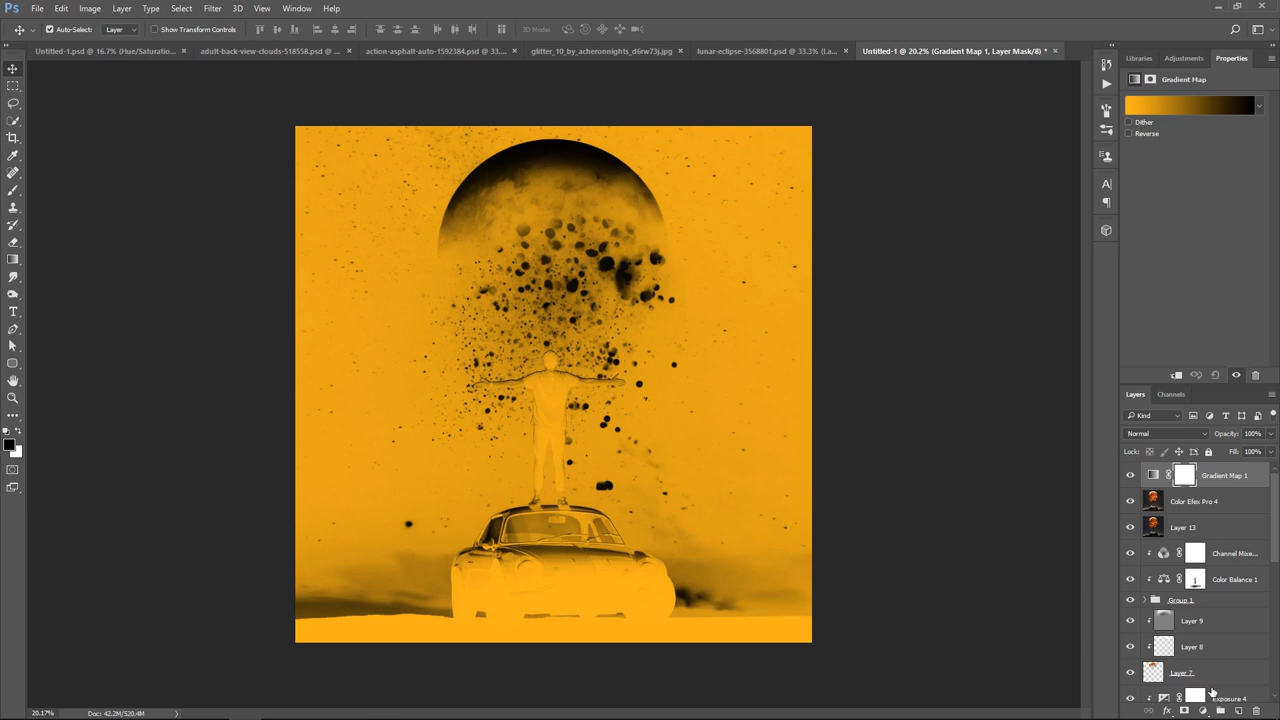 Ps File Edit Image Layer Type Select Filter 3D View Window Help
Auto-Select: Layer Show Transform Controls 3D Mode:
Untitled-1.psd @ 16.7% (Hue/Saturatio... × adult-back-view-clouds-518558.psd @ ... × action-asphalt-auto-1592384.psd @ 33.... × glitter_10_by_acheronnights_d6rw73j.jpg × lunar-eclipse-3568801.psd @ 33.3% (La... × Untitled-1 @ 20.2% (Gradient Map 1, Layer Mask/8) * ×
Libraries Adjustments Properties
Gradient Map
Dither
Reverse
Layers Channels
Kind
Normal Opacity: 100%
Lock: Fill: 100%
Gradient Map 1
Color Efex Pro 4
Layer 13
Channel Mixe...
Color Balance 1
Group 1
Layer 9
Layer 8
Layer 7
Exposure 4
20.17% Doc: 42.2M/520.4M